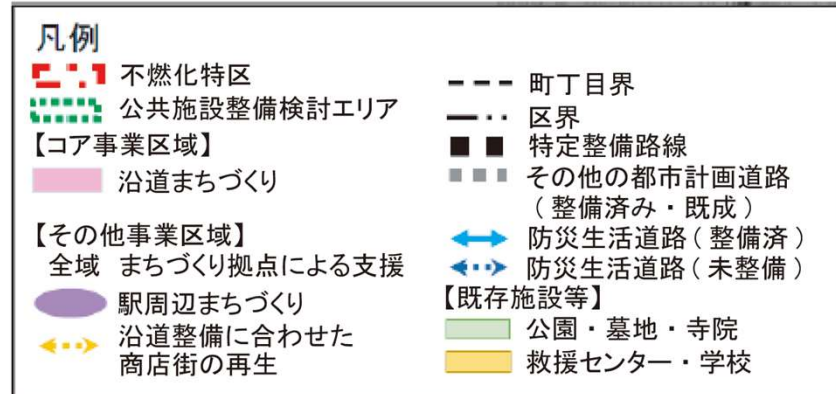 凡例
不燃化特区
公共施設整備検討エリア
【コア事業区域】
沿道まちづくり
【その他事業区域】
全域 まちづくり拠点による支援
駅周辺まちづくり
沿道整備に合わせた
商店街の再生
町丁目界
区界
特定整備路線
その他の都市計画道路
（整備済み・既成）
防災生活道路（整備済）
防災生活道路（未整備）
【既存施設等】
公園・墓地・寺院
救援センター・学校